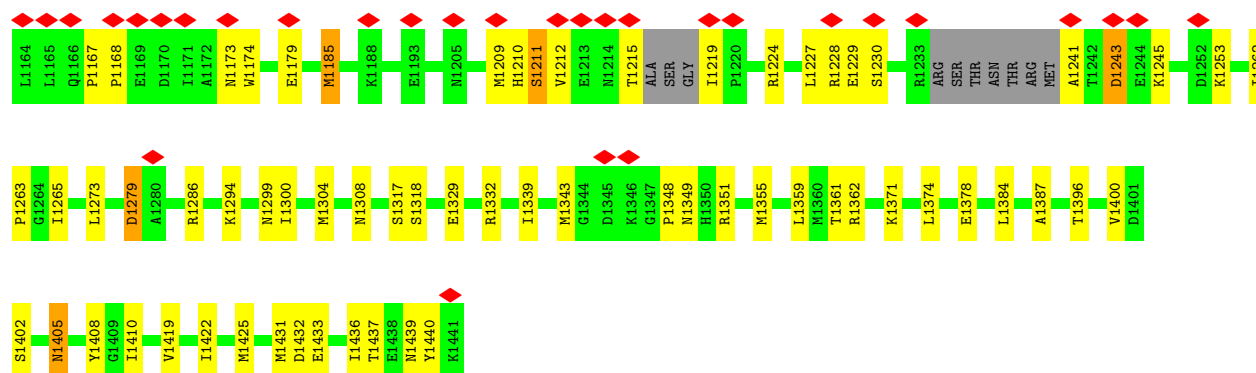 L1164 L1165 Q1166 P1167 P1168 E1169 D1170 I1171 A1172 N1173 W1174 E1179 M1185 K1188 E1193 N1205 M1209 H1210 S1211 V1212 E1213 N1214 T1215 ALA SER GLY I1219 P1220 R1224 L1227 R1228 E1229 S1230 R1233 ARG SER THR ASN THR ARG MET A1241 T1242 D1243 E1244 K1245 D1252 K1253
P1263 G1264 I1265 L1273 D1279 A1280 R1286 K1294 N1299 I1300 M1304 N1308 S1317 S1318 E1329 R1332 I1339 M1343 G1344 D1345 K1346 G1347 P1348 N1349 H1350 R1351 M1355 L1359 M1360 T1361 R1362 K1371 L1374 E1378 L1384 A1387 T1396 V1400 D1401
S1402 N1405 Y1408 G1409 I1410 V1419 I1422 M1425 M1431 D1432 E1433 I1436 T1437 E1438 N1439 Y1440 K1441